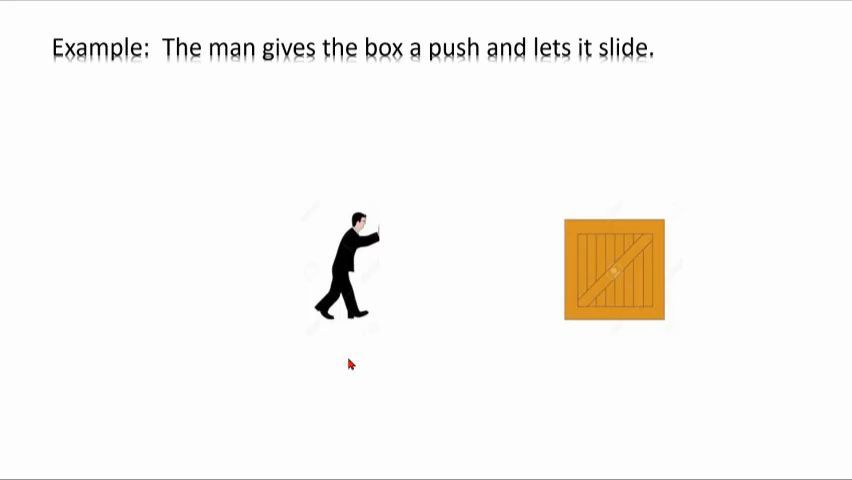 Example:  The man gives the box a push and lets it slide.